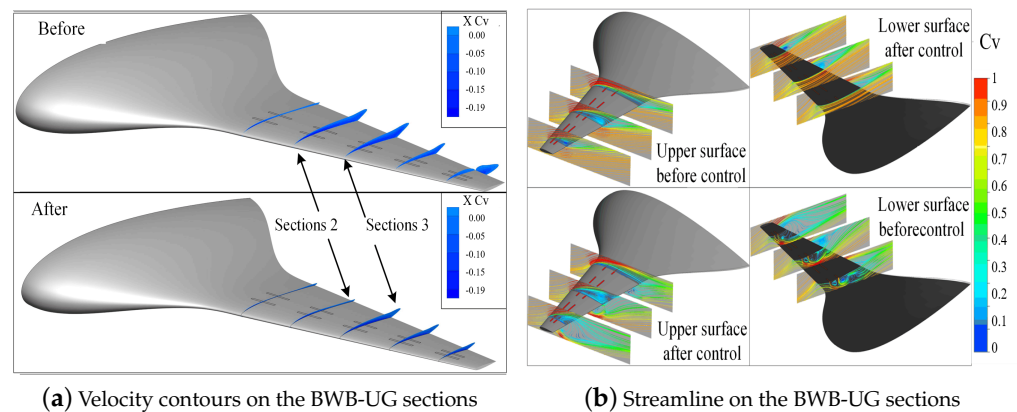 Before
X Cv
0.00
-0.05
-0.10
-0.15
-0.19
After
X Cv
0.00
-0.05
-0.10
-0.15
-0.19
Sections 2
Sections 3
Upper surface
before control
Lower surface
after control
Upper surface
after control
Lower surface
beforecontrol
Cv
1
0.9
0.8
0.7
0.6
0.5
0.4
0.3
0.2
0.1
0
(a) Velocity contours on the BWB-UG sections
(b) Streamline on the BWB-UG sections